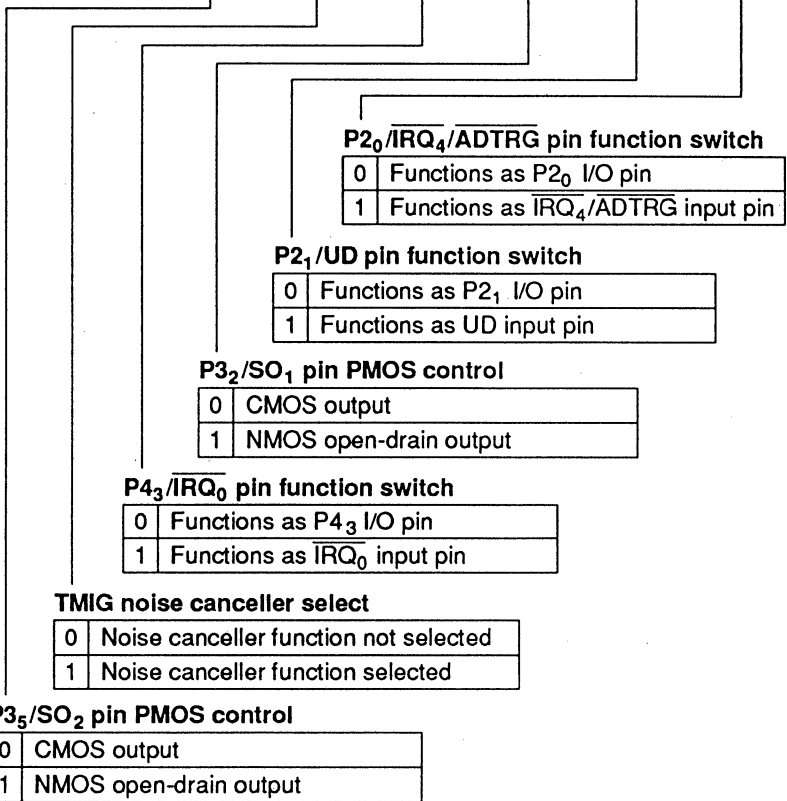 P2₀/IRQ₄/ADTRG pin function switch
0 Functions as P2₀ I/O pin
1 Functions as IRQ₄/ADTRG input pin
P2₁/UD pin function switch
0 Functions as P2₁ I/O pin
1 Functions as UD input pin
P3₂/SO₁ pin PMOS control
0 CMOS output
1 NMOS open-drain output
P4₃/IRQ₀ pin function switch
0 Functions as P4₃ I/O pin
1 Functions as IRQ₀ input pin
TMIG noise canceller select
0 Noise canceller function not selected
1 Noise canceller function selected
P3₅/SO₂ pin PMOS control
0 CMOS output
1 NMOS open-drain output